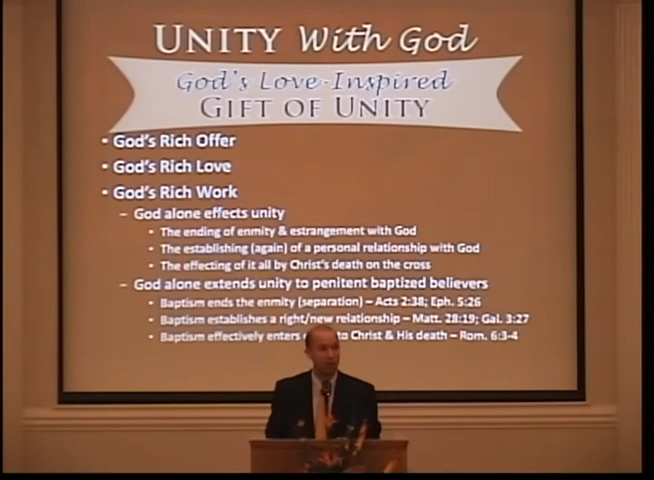 UNITY With God
God's Love-Inspired
GIFT OF UNITY
• God's Rich Offer
• God's Rich Love
• God's Rich Work
– God alone effects unity
• The ending of enmity & estrangement with God
• The establishing (again) of a personal relationship with God
• The effecting of it all by Christ's death on the cross
– God alone extends unity to penitent baptized believers
• Baptism ends the enmity (separation) – Acts 2:38; Eph. 5:26
• Baptism establishes a right/new relationship – Matt. 28:19; Gal. 3:27
• Baptism effectively enters to Christ & His death – Rom. 6:3-4